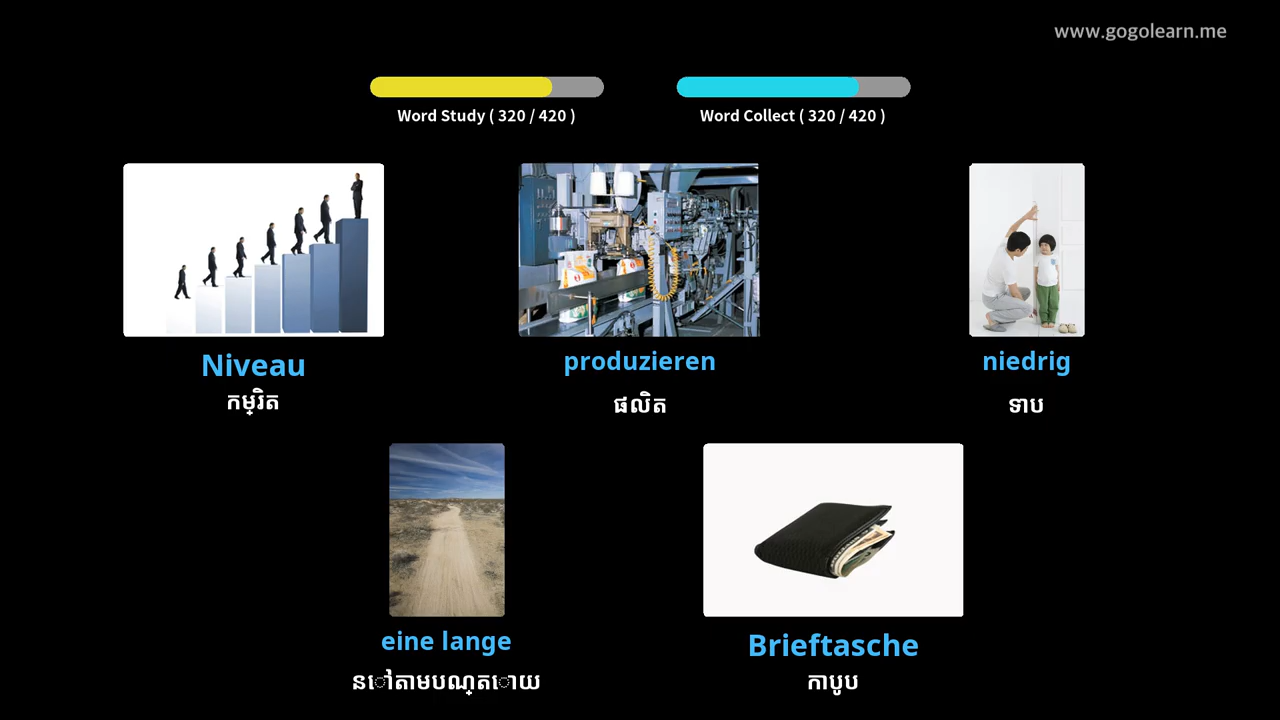 www.gogolearn.me
Word Study ( 320 / 420 )
Word Collect ( 320 / 420 )
Niveau
កម្រិត
produzieren
ផលិត
niedrig
ទាប
eine lange
នៅតាមបណ្តោយ
Brieftasche
កាបូប